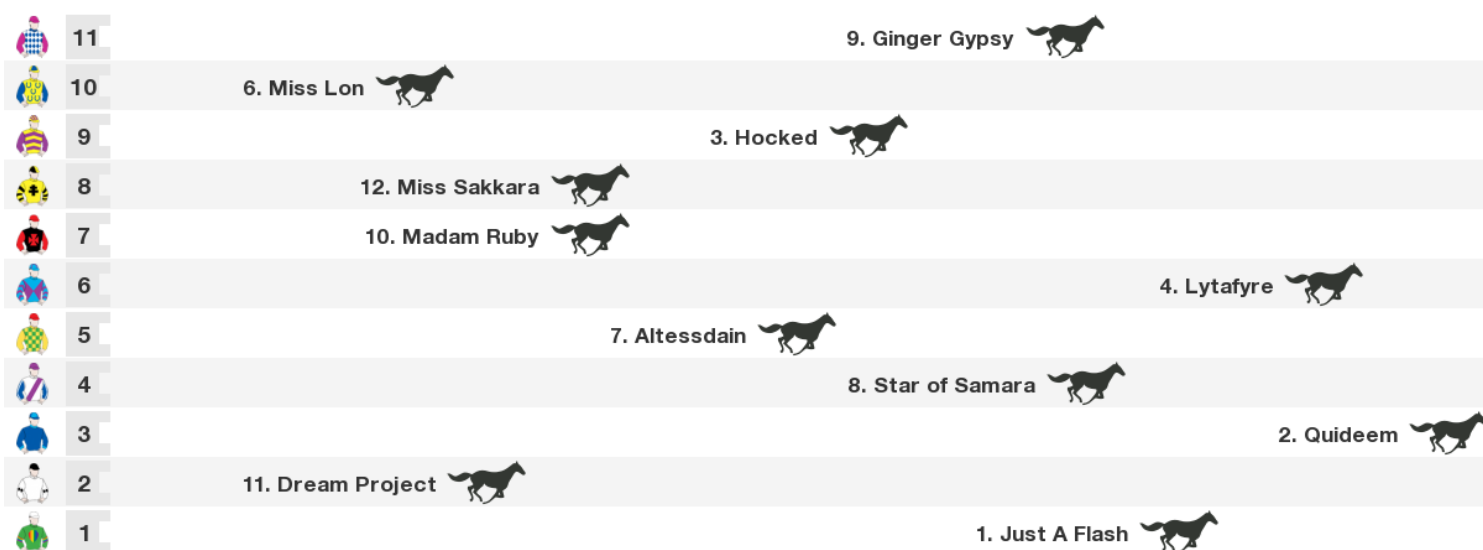 11 9. Ginger Gypsy
10 6. Miss Lon
9 3. Hocked
8 12. Miss Sakkara
7 10. Madam Ruby
6 4. Lytafyre
5 7. Altessdain
4 8. Star of Samara
3 2. Quideem
2 11. Dream Project
1 1. Just A Flash